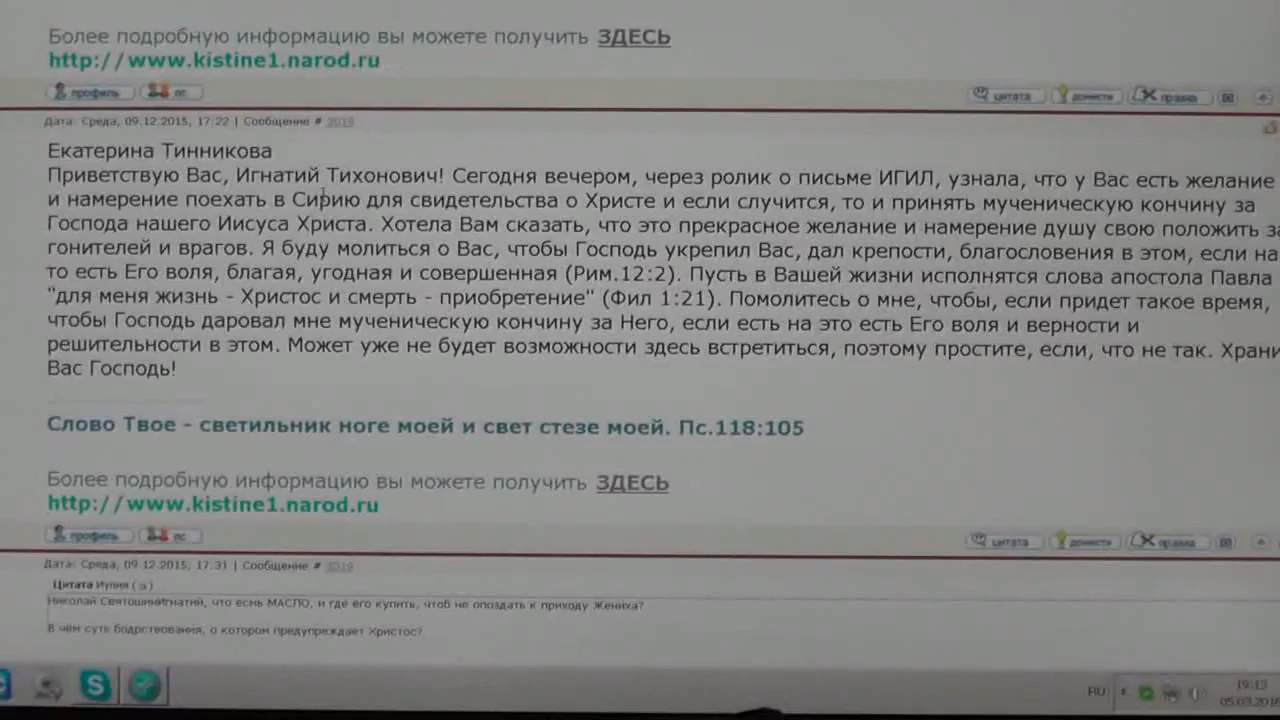 Более подробную информацию вы можете получить ЗДЕСЬ
http://www.kistine1.narod.ru
профиль лс цитата
Дата: Среда, 09.12.2015, 17:22 | Сообщение #
Екатерина Тинникова
Приветствую Вас, Игнатий Тихонович! Сегодня вечером, через ролик о письме ИГИЛ, узнала, что у Вас есть желание
и намерение поехать в Сирию для свидетельства о Христе и если случится, то и принять мученическую кончину за
Господа нашего Иисуса Христа. Хотела Вам сказать, что это прекрасное желание и намерение душу свою положить за
гонителей и врагов. Я буду молиться о Вас, чтобы Господь укрепил Вас, дал крепости, благословения в этом, если на
то есть Его воля, благая, угодная и совершенная (Рим.12:2). Пусть в Вашей жизни исполнятся слова апостола Павла
"для меня жизнь - Христос и смерть - приобретение" (Фил 1:21). Помолитесь о мне, чтобы, если придет такое время,
чтобы Господь даровал мне мученическую кончину за Него, если есть на это есть Его воля и верности и
решительности в этом. Может уже не будет возможности здесь встретиться, поэтому простите, если, что не так. Храни
Вас Господь!
Слово Твое - светильник ноге моей и свет стезе моей. Пс.118:105
Более подробную информацию вы можете получить ЗДЕСЬ
http://www.kistine1.narod.ru
профиль лс цитата
Дата: Среда, 09.12.2015, 17:31 | Сообщение #
Цитата
что есть МАСЛО, и где его купить, чтоб не опоздать к приходу Жениха?
В чём суть бодрствования, о котором предупреждает Христос?
RU
19:13